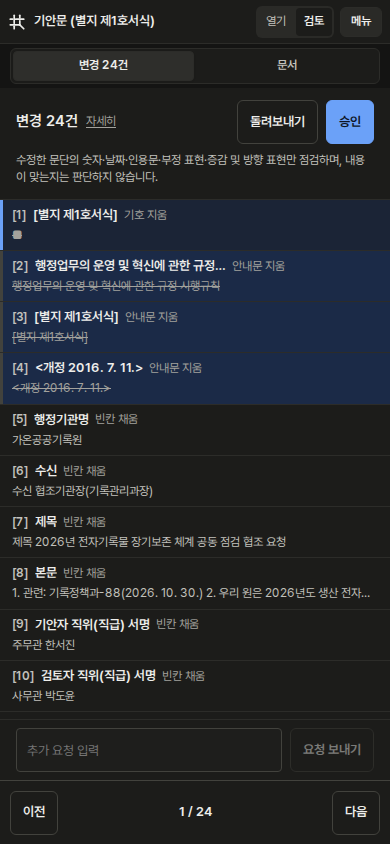 기안문 (별지 제1호서식)
열기 검토 메뉴
변경 24건 문서
변경 24건 자세히 돌려보내기 승인
수정한 문단의 숫자·날짜·인용문·부정 표현·증감 및 방향 표현만 점검하며, 내용
이 맞는지는 판단하지 않습니다.
[1] [별지 제1호서식] 기호 지움
[2] 행정업무의 운영 및 혁신에 관한 규정... 안내문 지움
행정업무의 운영 및 혁신에 관한 규정 시행규칙
[3] [별지 제1호서식] 안내문 지움
[별지 제1호서식]
[4] <개정 2016. 7. 11.> 안내문 지움
<개정 2016. 7. 11.>
[5] 행정기관명 빈칸 채움
가온공공기록원
[6] 수신 빈칸 채움
수신 협조기관장(기록관리과장)
[7] 제목 빈칸 채움
제목 2026년 전자기록물 장기보존 체계 공동 점검 협조 요청
[8] 본문 빈칸 채움
1. 관련: 기록정책과-88(2026. 10. 30.) 2. 우리 원은 2026년도 생산 전자...
[9] 기안자 직위(직급) 서명 빈칸 채움
주무관 한서진
[10] 검토자 직위(직급) 서명 빈칸 채움
사무관 박도윤
추가 요청 입력 요청 보내기
이전 1 / 24 다음